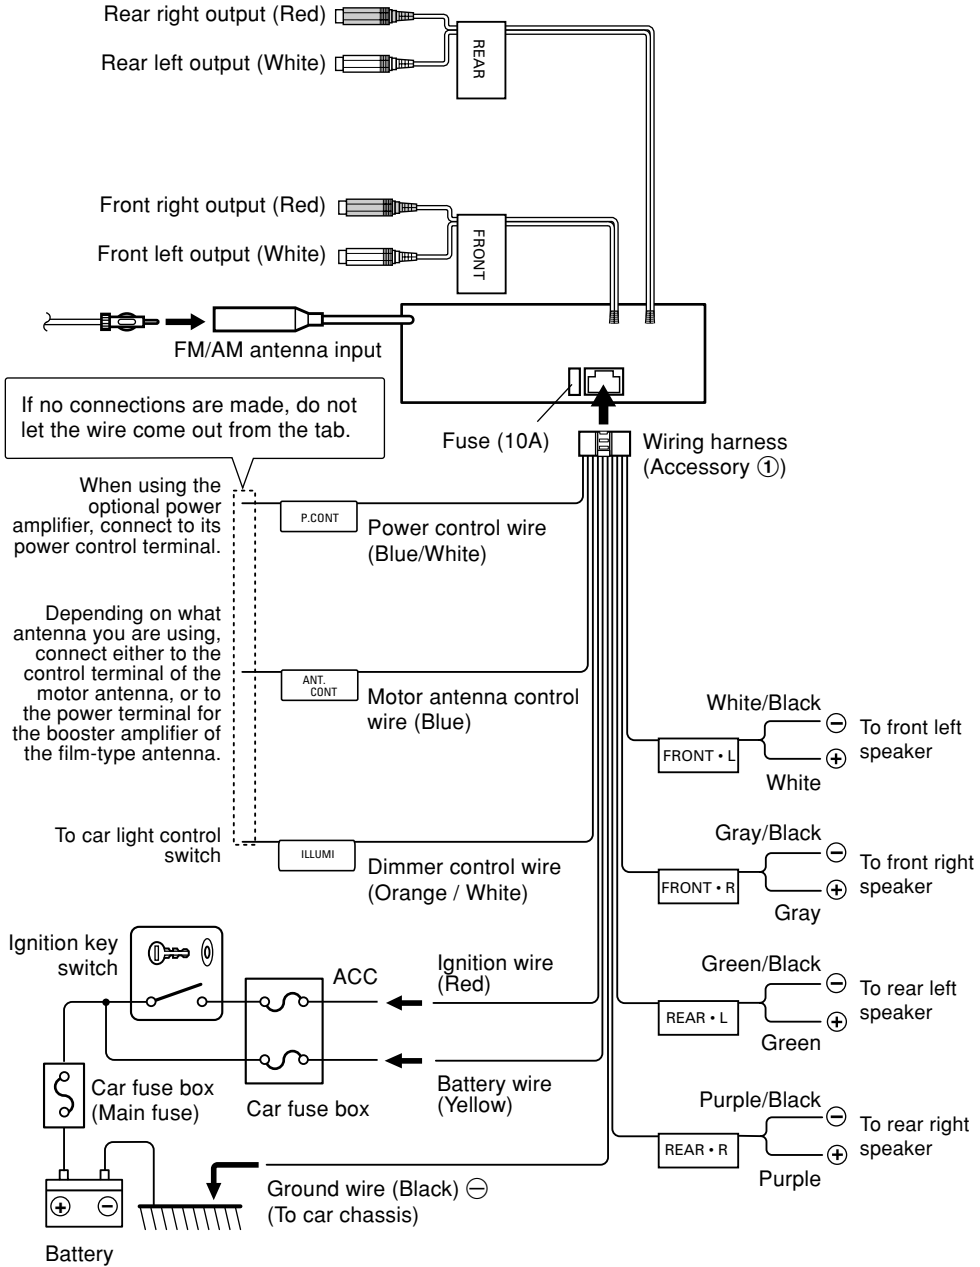 Rear right output (Red)
Rear left output (White)
REAR
Front right output (Red)
Front left output (White)
FRONT
FM/AM antenna input
If no connections are made, do not
let the wire come out from the tab.
Fuse (10A)
Wiring harness
(Accessory ①)
When using the
optional power
amplifier, connect to its
power control terminal.
P.CONT
Power control wire
(Blue/White)
Depending on what
antenna you are using,
connect either to the
control terminal of the
motor antenna, or to
the power terminal for
the booster amplifier of
the film-type antenna.
ANT.
CONT
Motor antenna control
wire (Blue)
To car light control
switch
ILLUMI
Dimmer control wire
(Orange / White)
White/Black
⊖
FRONT • L
To front left
speaker
⊕
White
Gray/Black
⊖
FRONT • R
To front right
speaker
⊕
Gray
Green/Black
⊖
REAR • L
To rear left
speaker
⊕
Green
Purple/Black
⊖
REAR • R
To rear right
speaker
⊕
Purple
Ignition key
switch
ACC
Ignition wire
(Red)
Car fuse box
(Main fuse)
Car fuse box
Battery wire
(Yellow)
Ground wire (Black) ⊖
(To car chassis)
⊕ ⊖
Battery